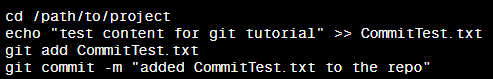 cd /path/to/project
echo "test content for git tutorial" >> CommitTest.txt
git add CommitTest.txt
git commit -m "added CommitTest.txt to the repo"